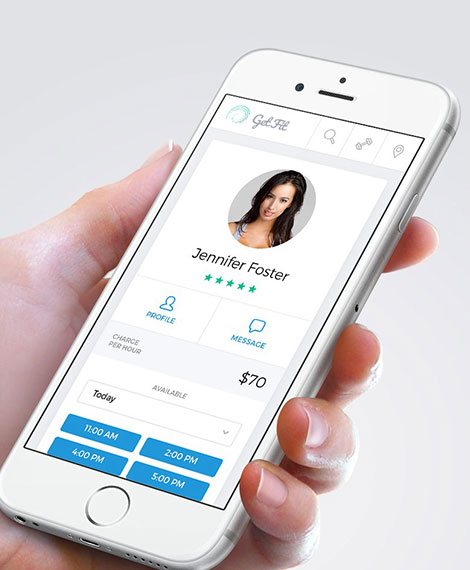 Get.Fit
Jennifer Foster
PROFILE
MESSAGE
CHARGE
PER HOUR
$70
AVAILABLE
Today
11:00 AM
2:00 PM
4:00 PM
5:00 PM